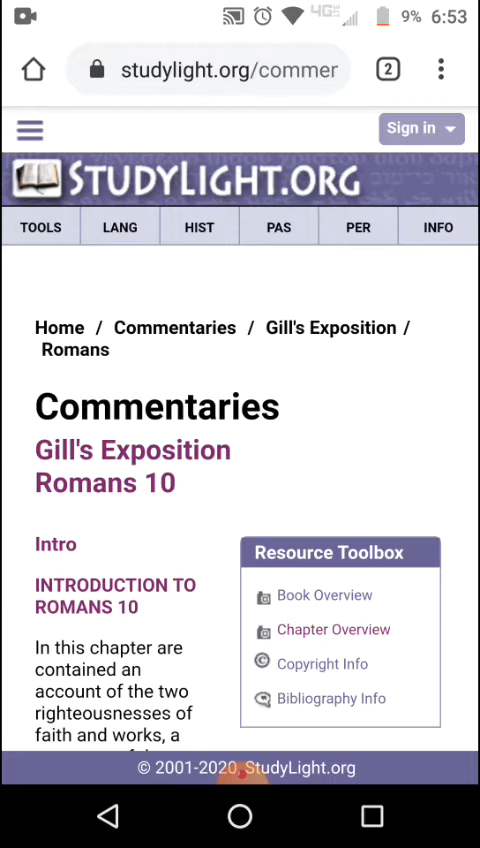 9% 6:53
studylight.org/commer 2
Sign in
STUDYLIGHT.ORG
TOOLS LANG HIST PAS PER INFO
Home / Commentaries / Gill's Exposition /
Romans
Commentaries
Gill's Exposition
Romans 10
Intro
INTRODUCTION TO
ROMANS 10
In this chapter are
contained an
account of the two
righteousnesses of
faith and works, a
Resource Toolbox
Book Overview
Chapter Overview
Copyright Info
Bibliography Info
© 2001-2020, StudyLight.org